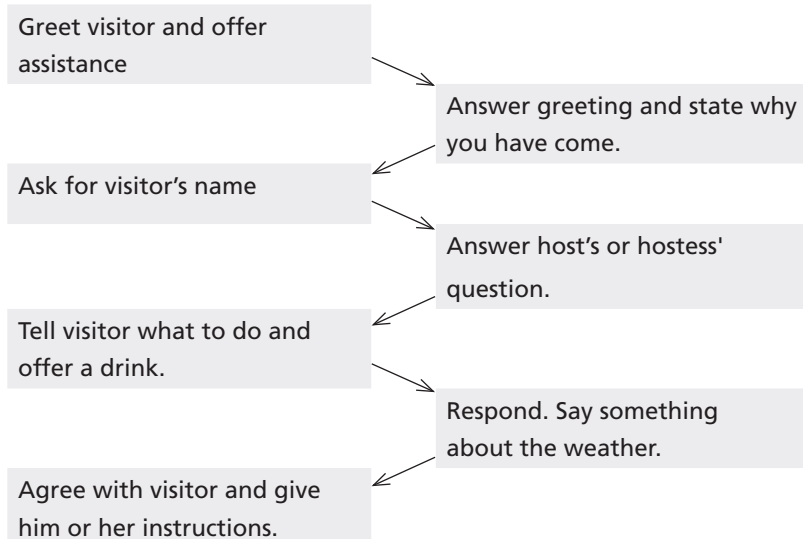 Greet visitor and offer
assistance
Answer greeting and state why
you have come.
Ask for visitor's name
Answer host's or hostess'
question.
Tell visitor what to do and
offer a drink.
Respond. Say something
about the weather.
Agree with visitor and give
him or her instructions.